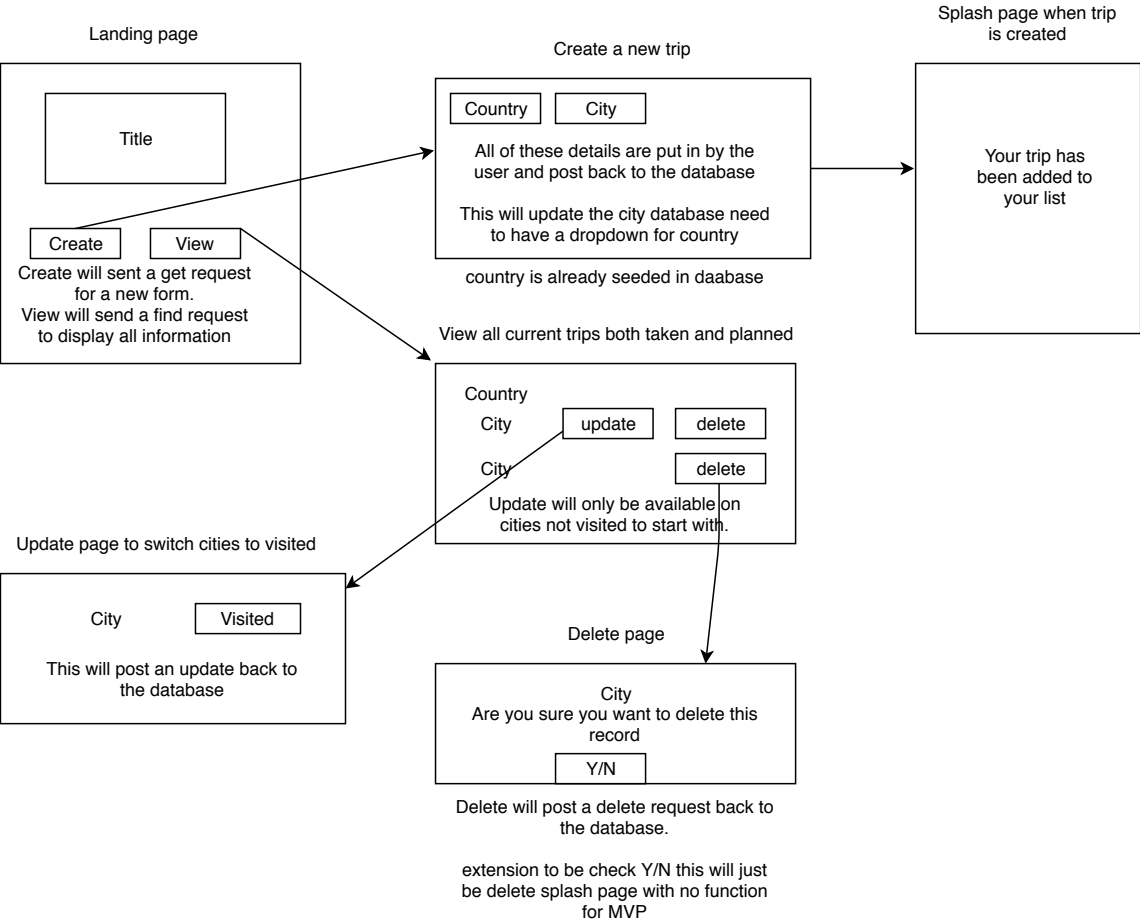 Landing page
Title
Create
View
Create will sent a get request
for a new form.
View will send a find request
to display all information
Create a new trip
Country
City
All of these details are put in by the
user and post back to the database
This will update the city database need
to have a dropdown for country
country is already seeded in daabase
Splash page when trip
is created
Your trip has
been added to
your list
View all current trips both taken and planned
Country
City
update
delete
City
delete
Update will only be available on
cities not visited to start with.
Update page to switch cities to visited
City
Visited
This will post an update back to
the database
Delete page
City
Are you sure you want to delete this
record
Y/N
Delete will post a delete request back to
the database.
extension to be check Y/N this will just
be delete splash page with no function
for MVP